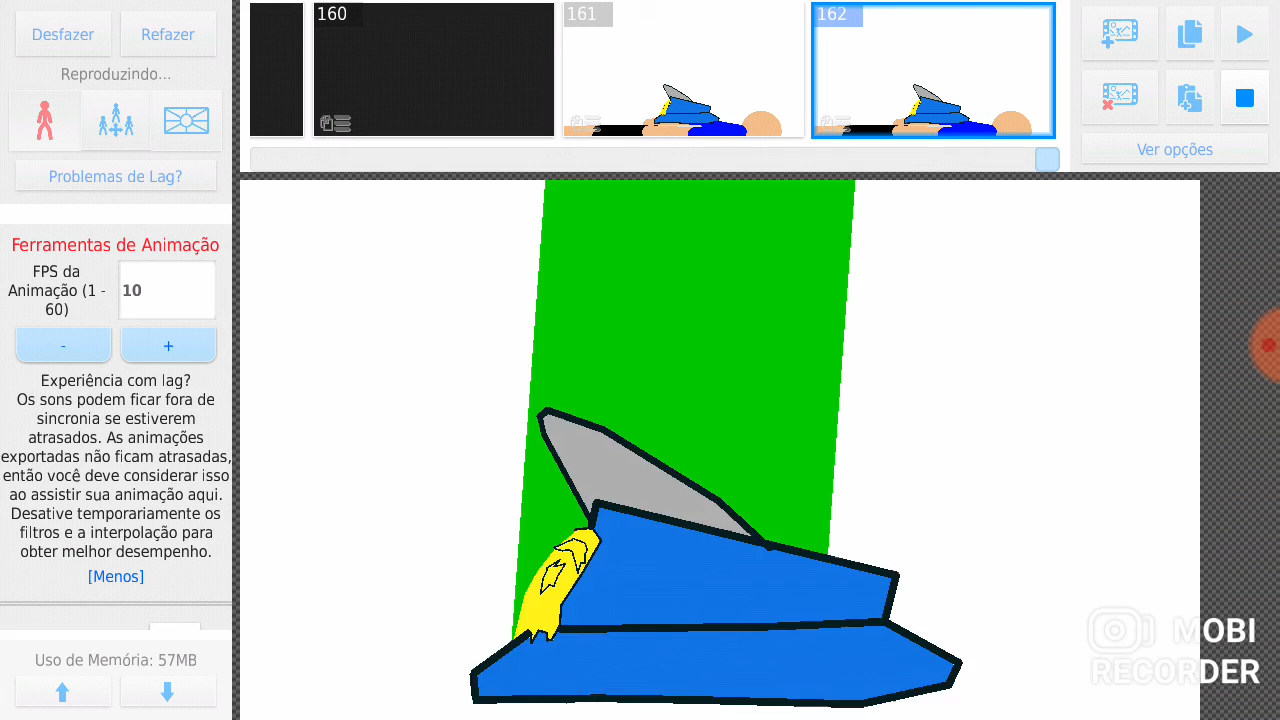 Desfazer
Refazer
Reproduzindo...
Problemas de Lag?
Ferramentas de Animação
FPS da
Animação (1 -
60)
10
-
+
Experiência com lag?
Os sons podem ficar fora de
sincronia se estiverem
atrasados. As animações
exportadas não ficam atrasadas,
então você deve considerar isso
ao assistir sua animação aqui.
Desative temporariamente os
filtros e a interpolação para
obter melhor desempenho.
[Menos]
Uso de Memória: 57MB
160
161
162
Ver opções
MOBI
RECORDER